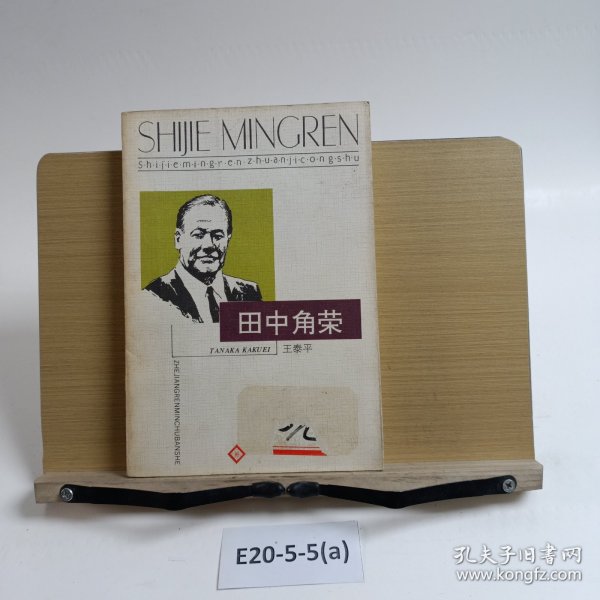 SHIJIE MINGREN
Shijiemingrenzhuanjicongshu
田中角荣
TANAKA KAKUEI
王泰平
ZHEJIANGRENMINCHUBANSHE
E20-5-5(a)
孔夫子旧书网
www.kongfz.com